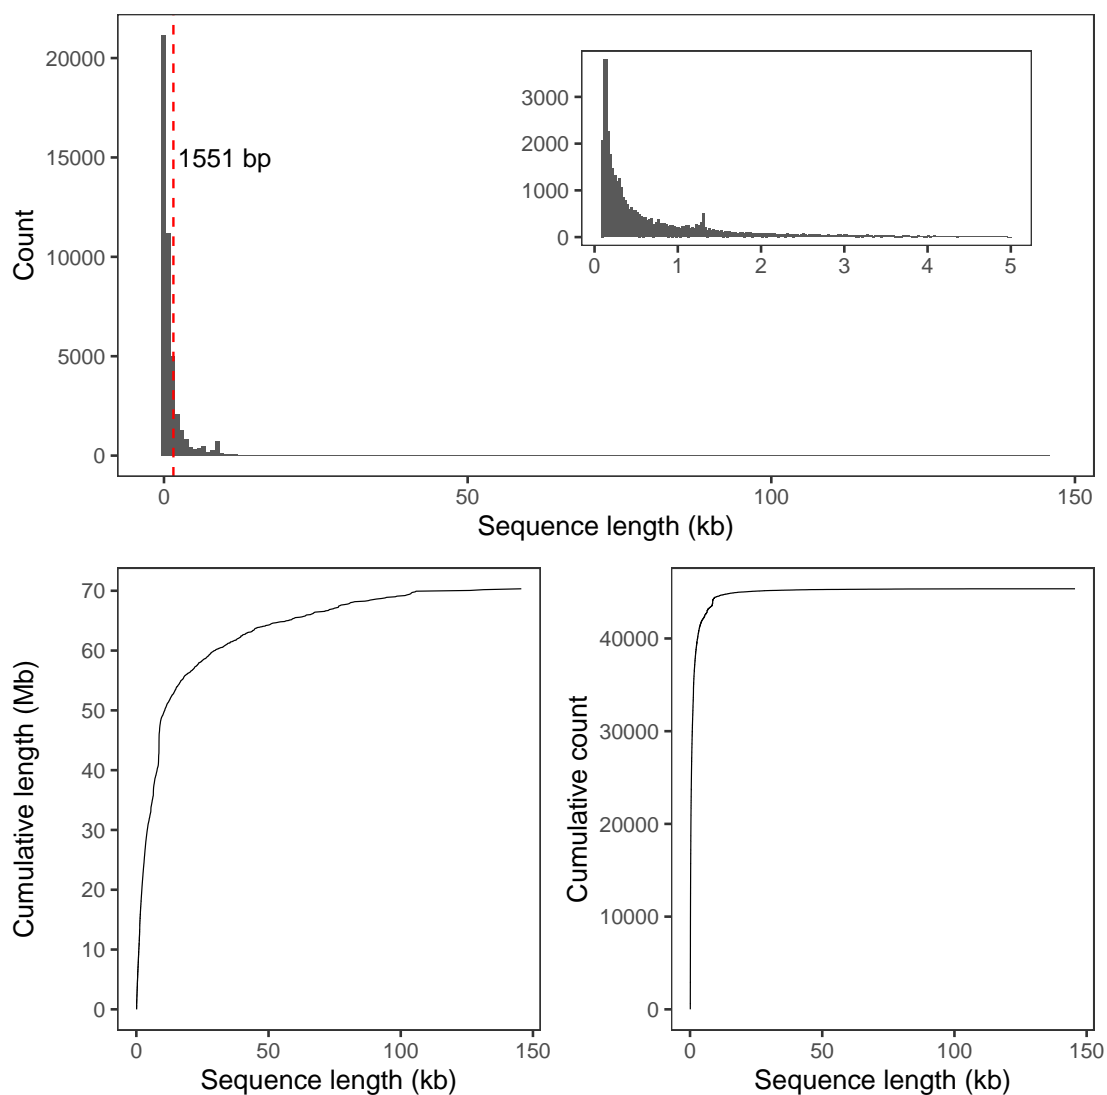 20000
15000
10000
5000
0
Count
1551 bp
3000
2000
1000
0
0 1 2 3 4 5
0 50 100 150
Sequence length (kb)
70
60
50
40
30
20
10
0
Cumulative length (Mb)
0 50 100 150
Sequence length (kb)
40000
30000
20000
10000
0
Cumulative count
0 50 100 150
Sequence length (kb)